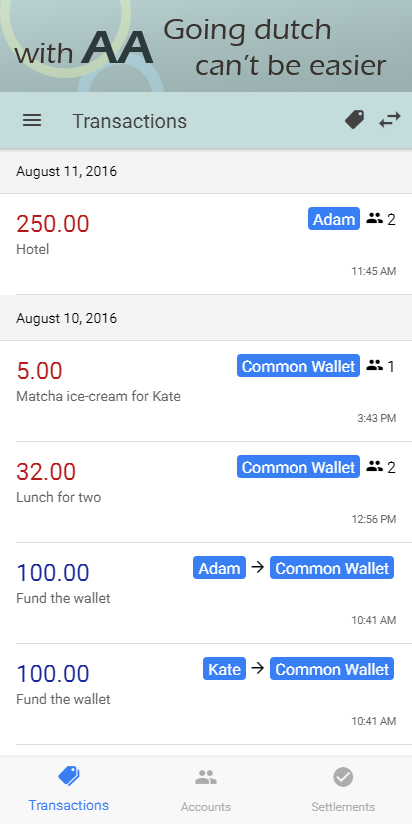 Going dutch
with AA
can't be easier
Transactions
August 11, 2016
250.00 Adam 2
Hotel
11:45 AM
August 10, 2016
5.00 Common Wallet 1
Matcha ice-cream for Kate
3:43 PM
32.00 Common Wallet 2
Lunch for two
12:56 PM
100.00 Adam → Common Wallet
Fund the wallet
10:41 AM
100.00 Kate → Common Wallet
Fund the wallet
10:41 AM
Transactions Accounts Settlements